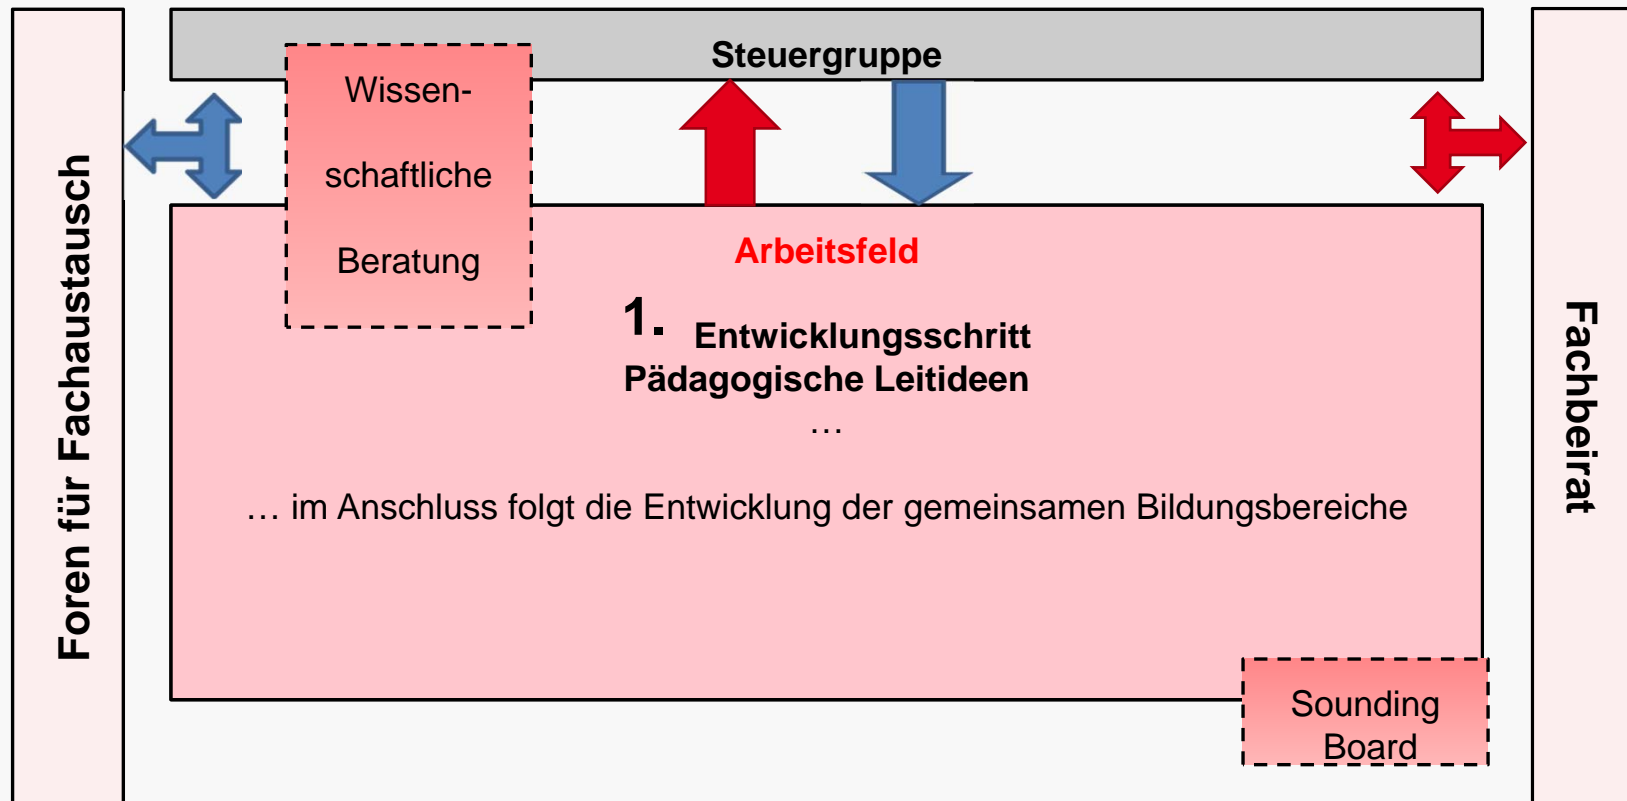 Foren für Fachaustausch
Steuergruppe
Wissen-
schaftliche
Beratung
Arbeitsfeld
1. Entwicklungsschritt
Pädagogische Leitideen
…
… im Anschluss folgt die Entwicklung der gemeinsamen Bildungsbereiche
Sounding
Board
Fachbeirat